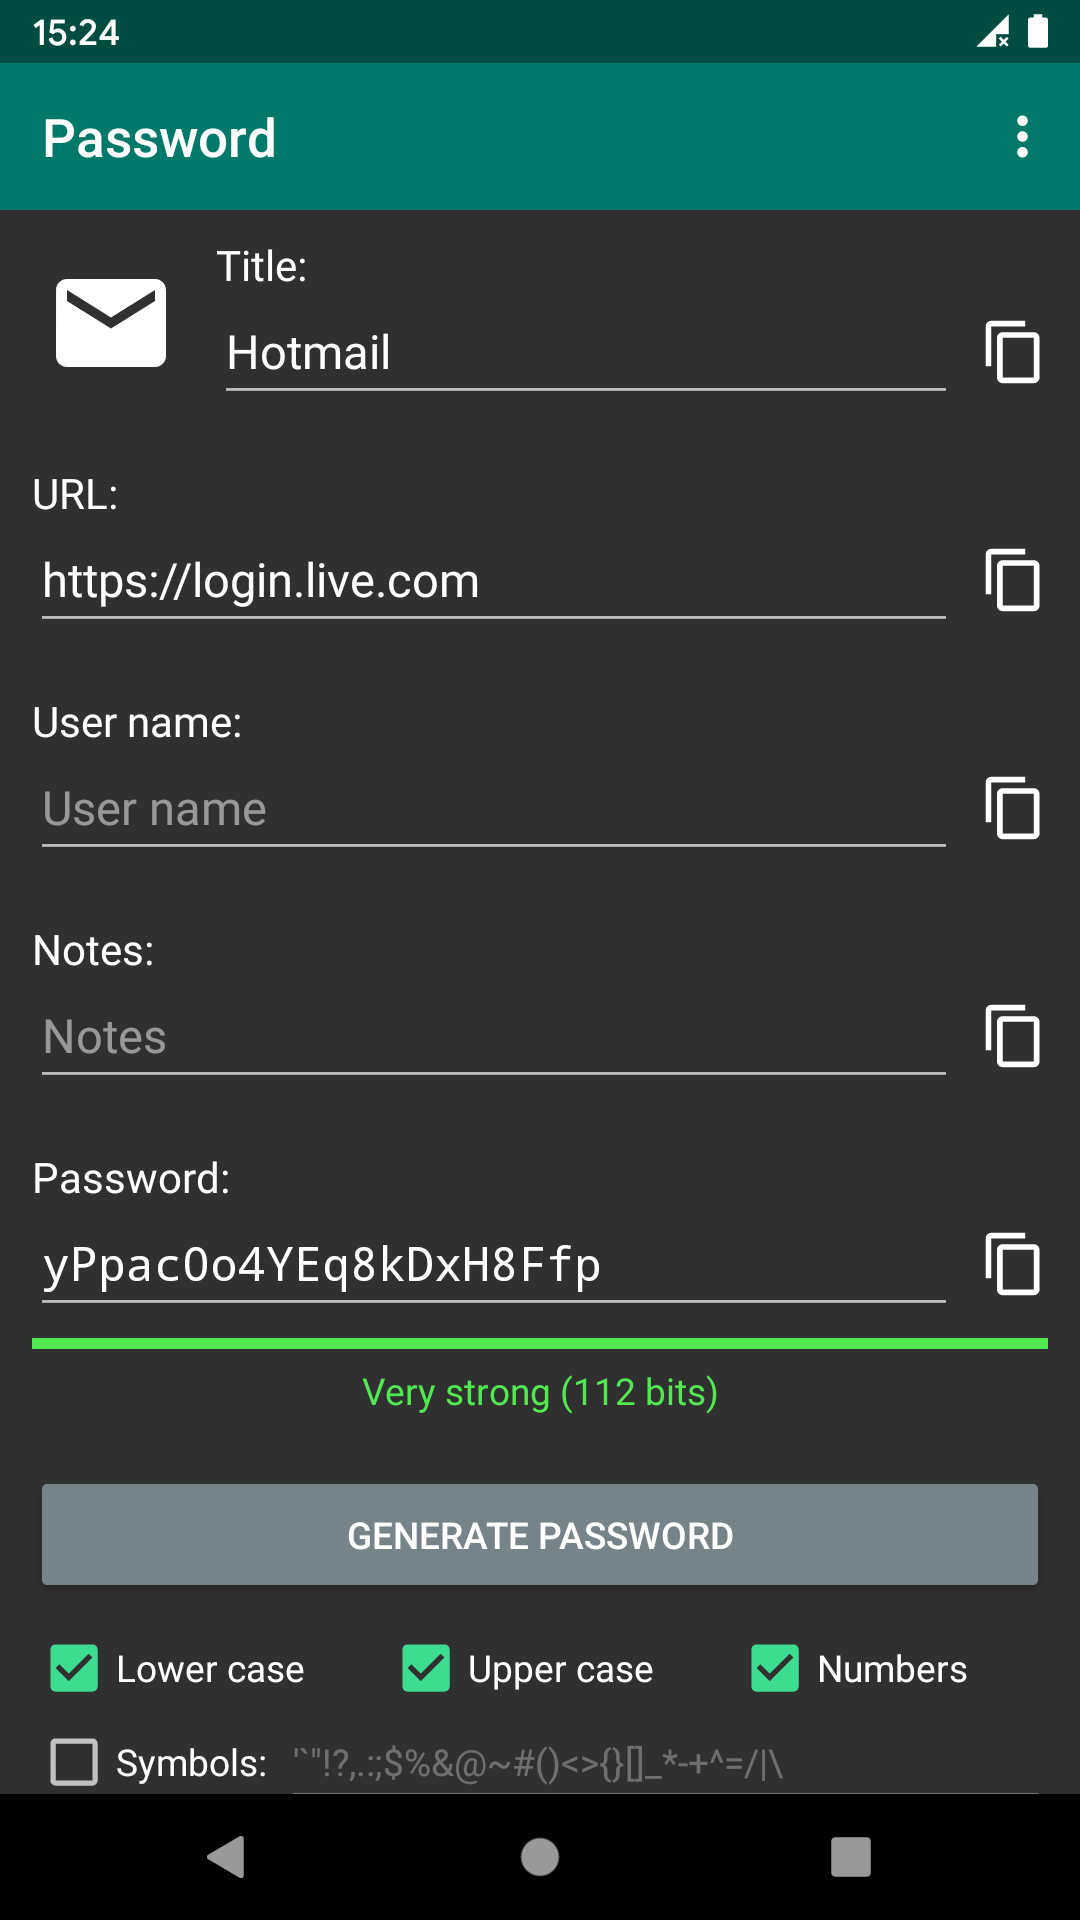 15:24
Password
Title:
Hotmail
URL:
https://login.live.com
User name:
User name
Notes:
Notes
Password:
yPpacOo4YEq8kDxH8Ffp
Very strong (112 bits)
GENERATE PASSWORD
Lower case
Upper case
Numbers
Symbols: '`"!?,.:;$%&@~#()<>{}[]_*-+^=/|\